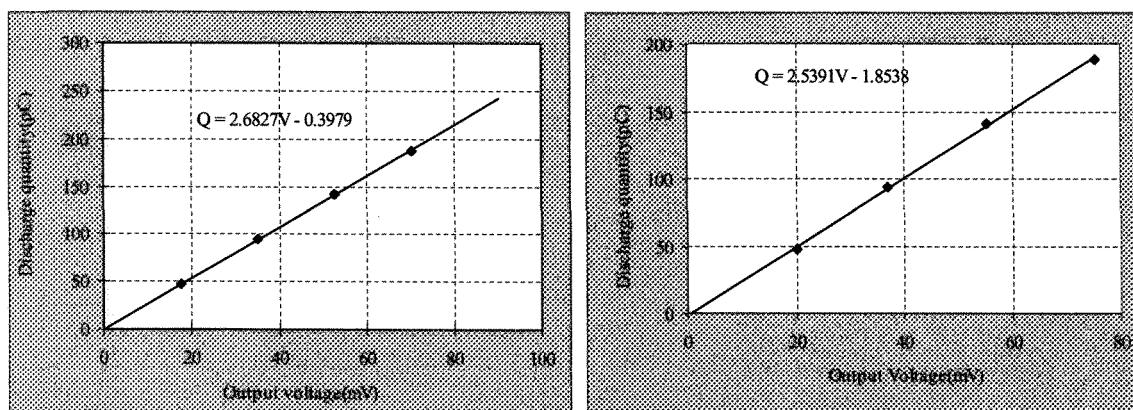 300
250
200
150
100
50
0
Discharge quantity(pC)
Q = 2.6827V - 0.3979
0 20 40 60 80 100
Output voltage(mV)
200
150
100
50
0
Discharge quantity(pC)
Q = 2.5391V - 1.8538
0 20 40 60 80
Output Voltage(mV)